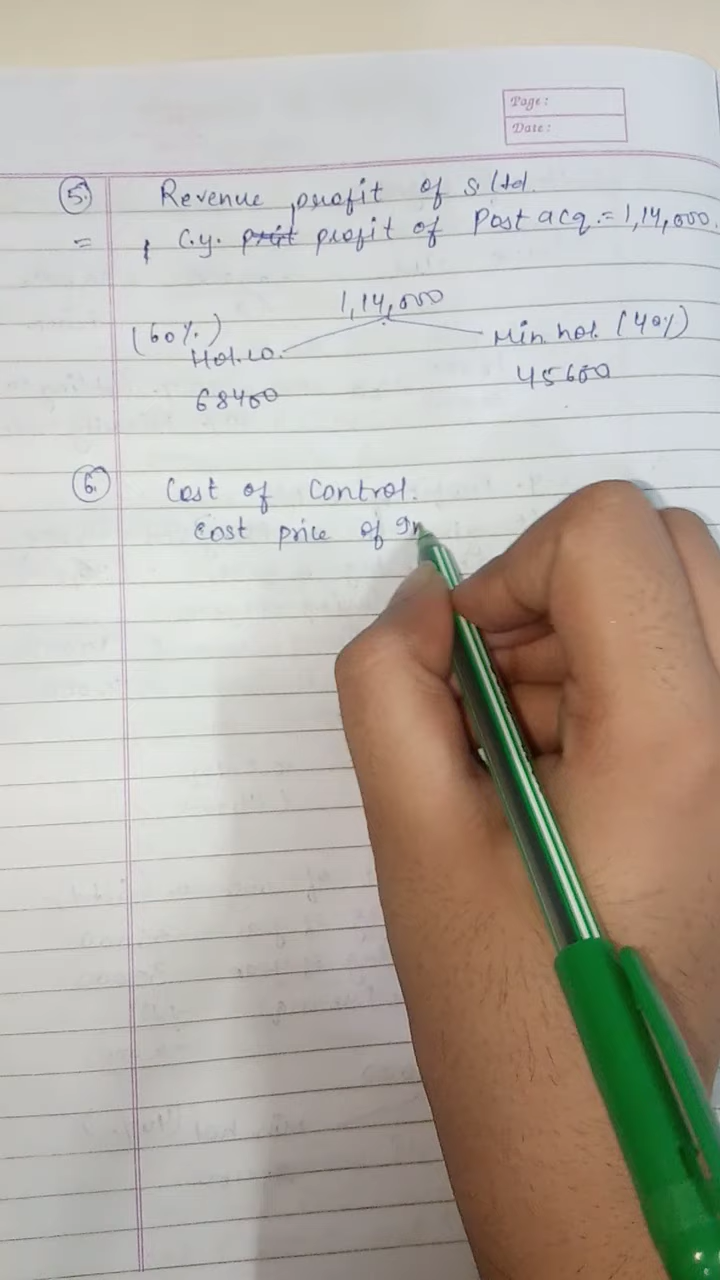 Page:
Date:
5. Revenue profit of S. Ltd.
= C.y. profit of Post acq. = 1,14,000.
1,14,000
(60%.) Min. hol. (40%)
Hol. co. 45600
68400
6. Cost of Control.
Cost price of In